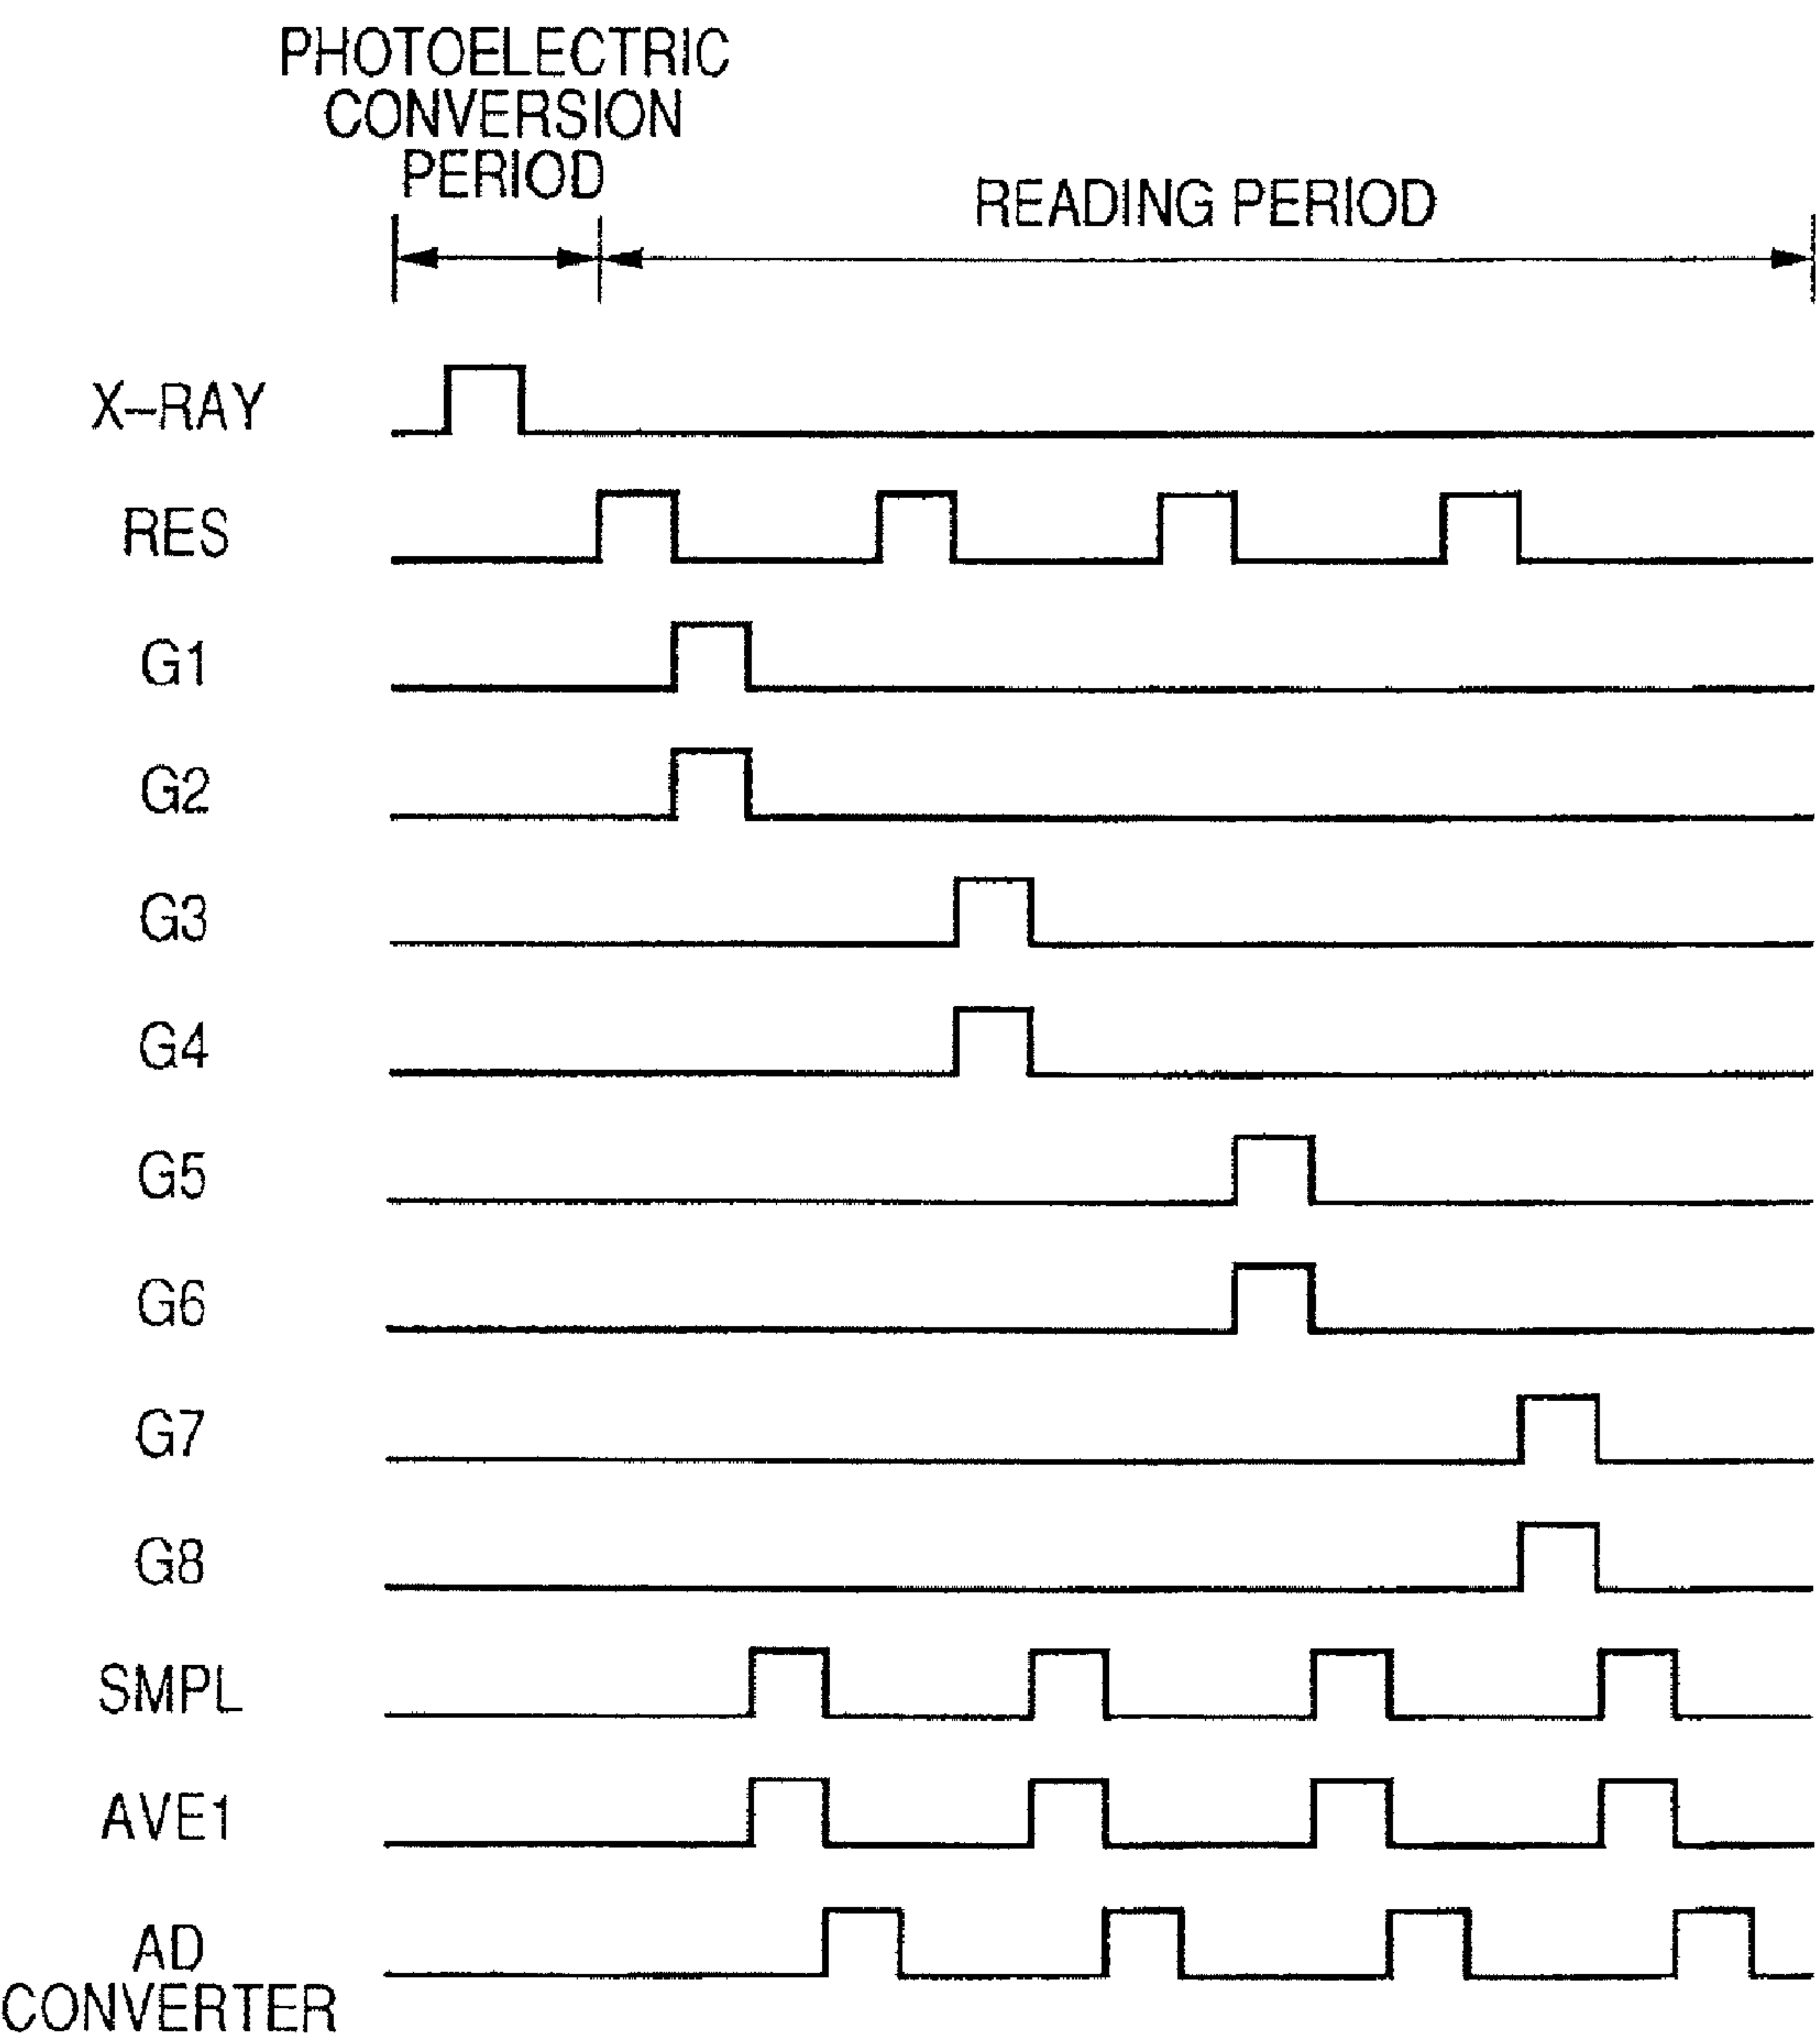 PHOTOELECTRIC
CONVERSION
PERIOD
READING PERIOD
X-RAY
RES
G1
G2
G3
G4
G5
G6
G7
G8
SMPL
AVE1
AD
CONVERTER